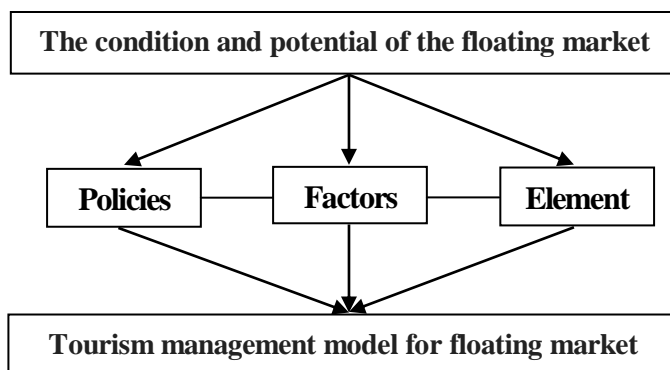 The condition and potential of the floating market
Policies
Factors
Element
Tourism management model for floating market